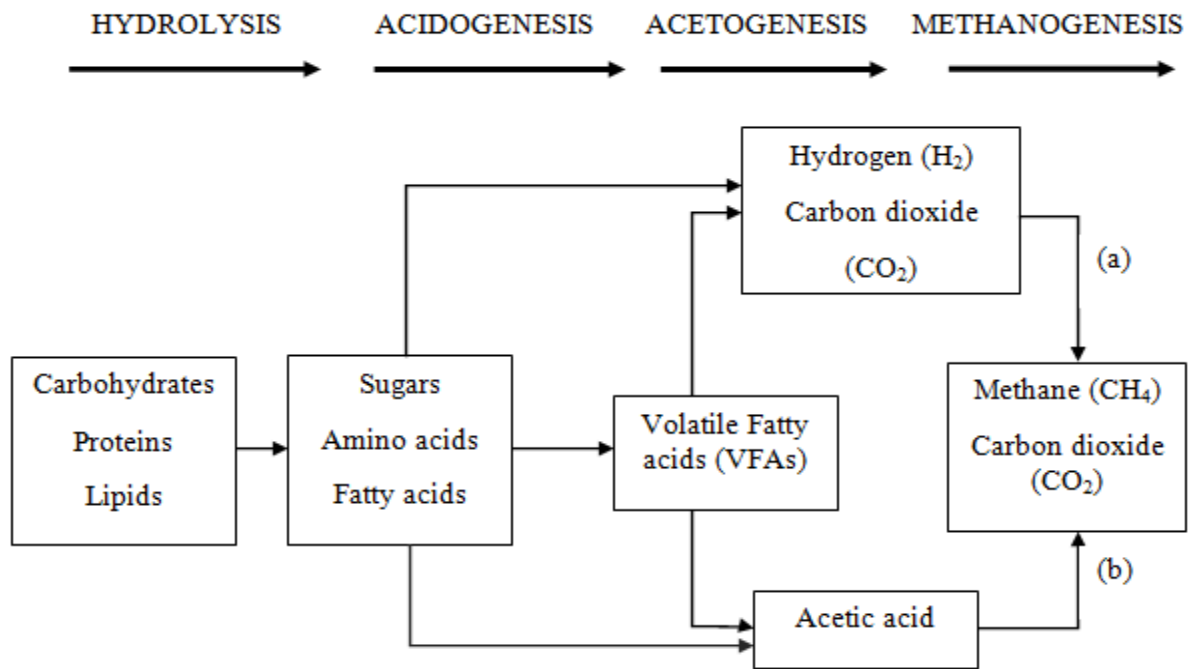 HYDROLYSIS
ACIDOGENESIS
ACETOGENESIS
METHANOGENESIS
Hydrogen (H₂)
Carbon dioxide
(CO₂)
(a)
Carbohydrates
Proteins
Lipids
Sugars
Amino acids
Fatty acids
Volatile Fatty
acids (VFAs)
Methane (CH₄)
Carbon dioxide
(CO₂)
(b)
Acetic acid